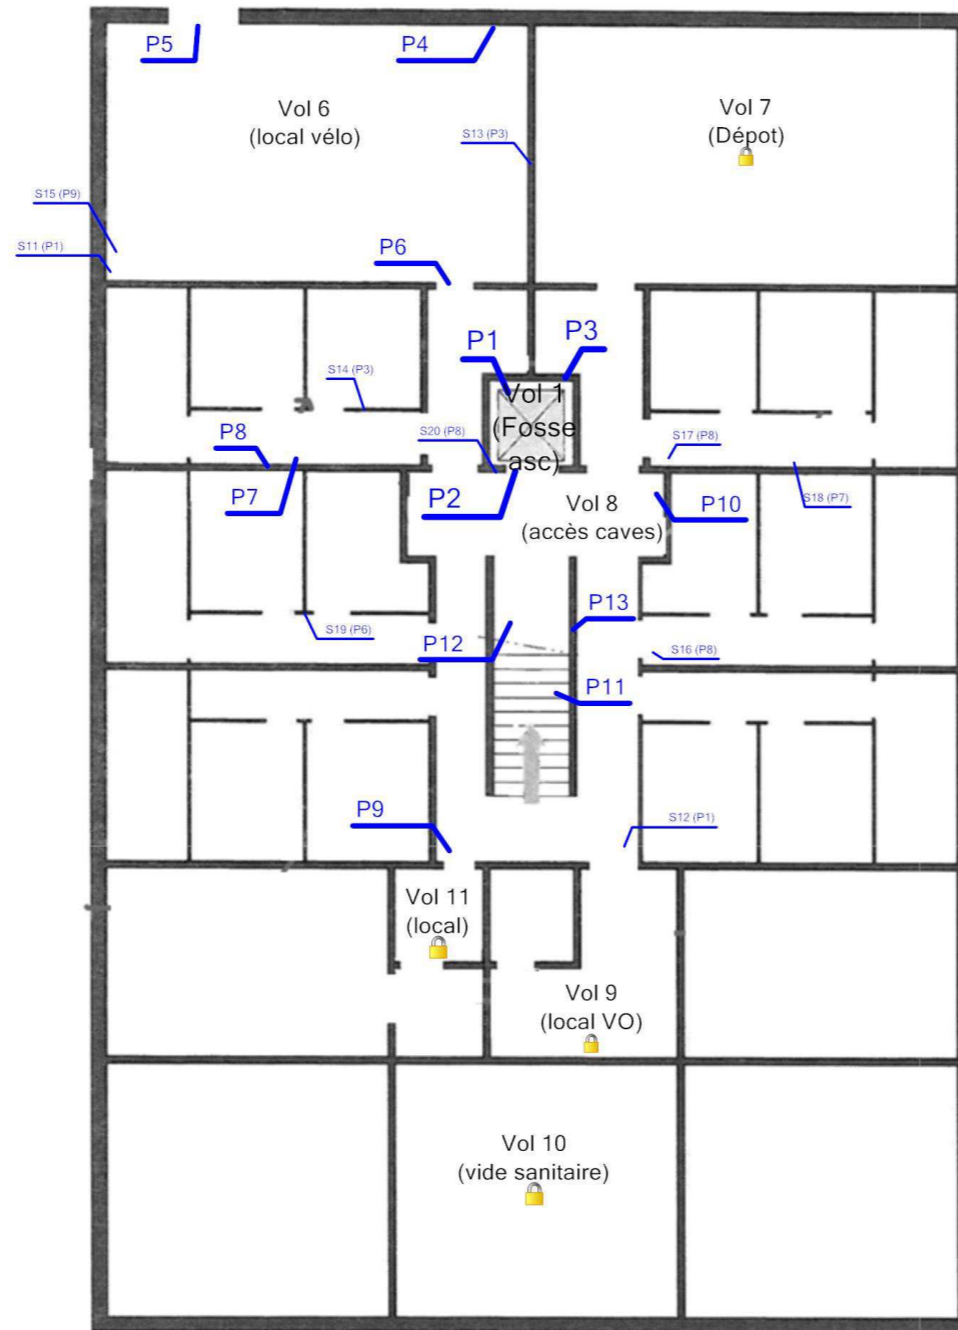 P5
P4
Vol 6
(local vélo)
Vol 7
(Dépot)
S13 (P3)
S15 (P9)
S11 (P1)
P6
P1
P3
S14 (P3)
Vol 1
(Fosse
asc)
S20 (P8)
P8
S17 (P8)
P7
P2
Vol 8
(accès caves)
P10
S18 (P7)
P13
S19 (P6)
P12
S16 (P8)
P11
P9
S12 (P1)
Vol 11
(local)
Vol 9
(local VO)
Vol 10
(vide sanitaire)